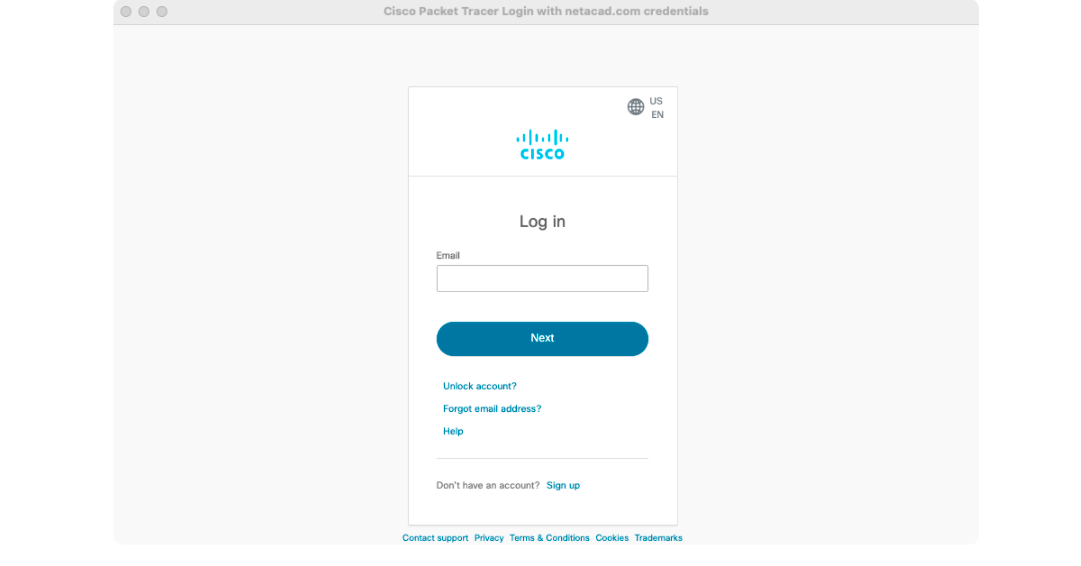 Cisco Packet Tracer Login with netacad.com credentials
US
EN
CISCO
Log in
Email
Next
Unlock account?
Forgot email address?
Help
Don't have an account? Sign up
Contact support Privacy Terms & Conditions Cookies Trademarks